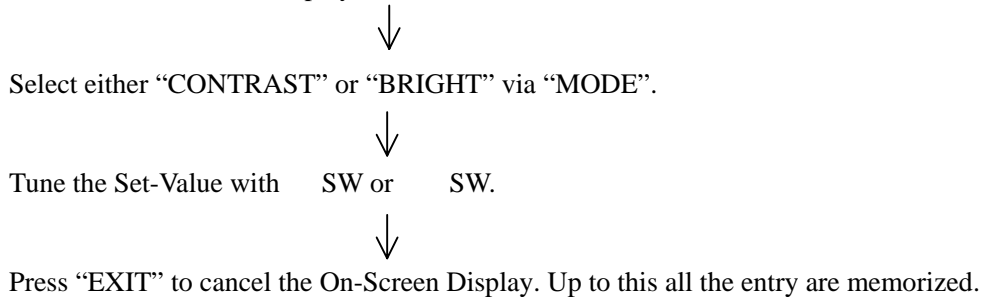 Select either “CONTRAST” or “BRIGHT” via “MODE”.
Tune the Set-Value with SW or SW.
Press “EXIT” to cancel the On-Screen Display. Up to this all the entry are memorized.